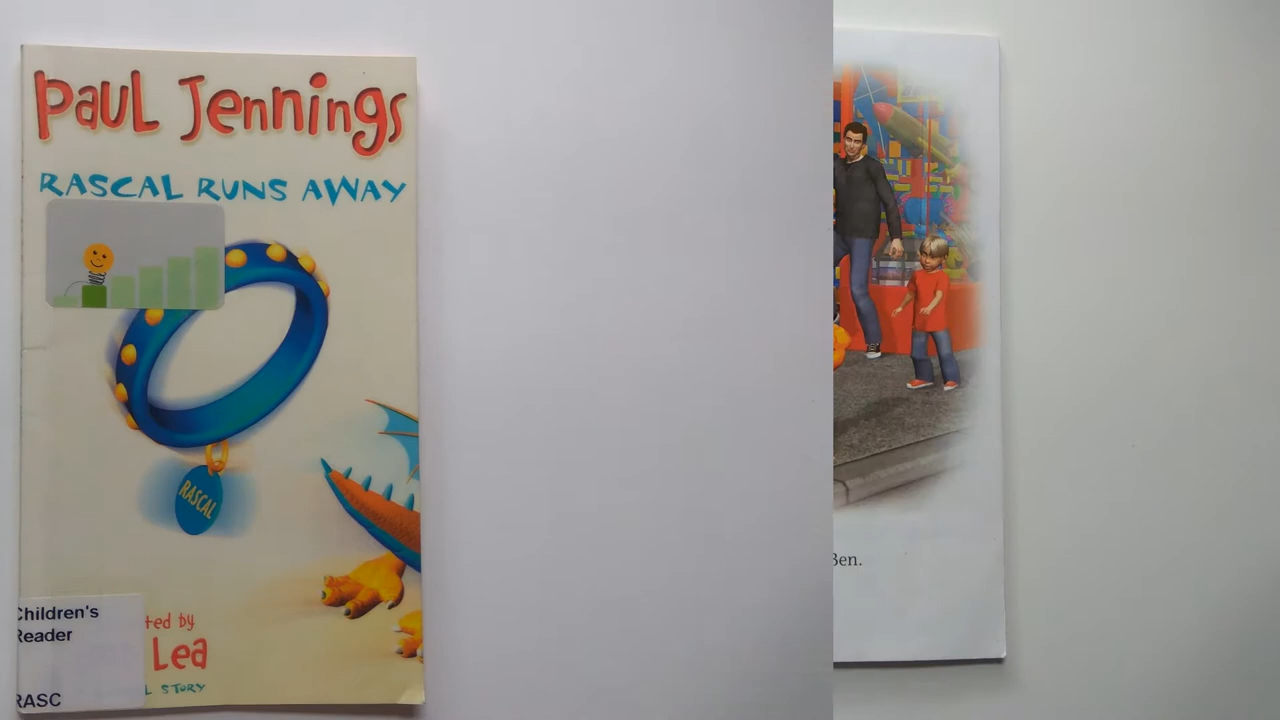 Paul Jennings
RASCAL RUNS AWAY
RASCAL
Children's
Reader
RASC
ted by
Lea
L STORY
Ben.